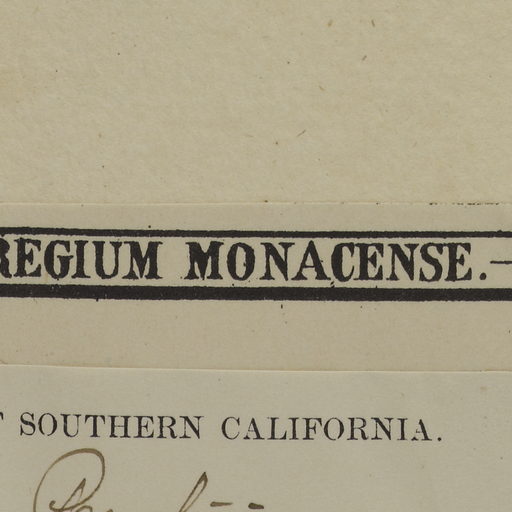 REGIUM MONACENSE.—
T SOUTHERN CALIFORNIA.